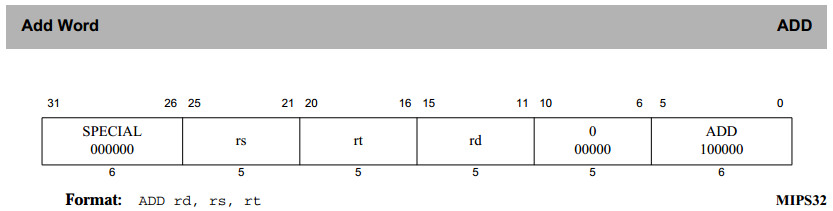 Add Word ADD
31 26 25 21 20 16 15 11 10 6 5 0
SPECIAL 0 ADD
rs rt rd
000000 00000 100000
6 5 5 5 5 6
Format: ADD rd, rs, rt MIPS32